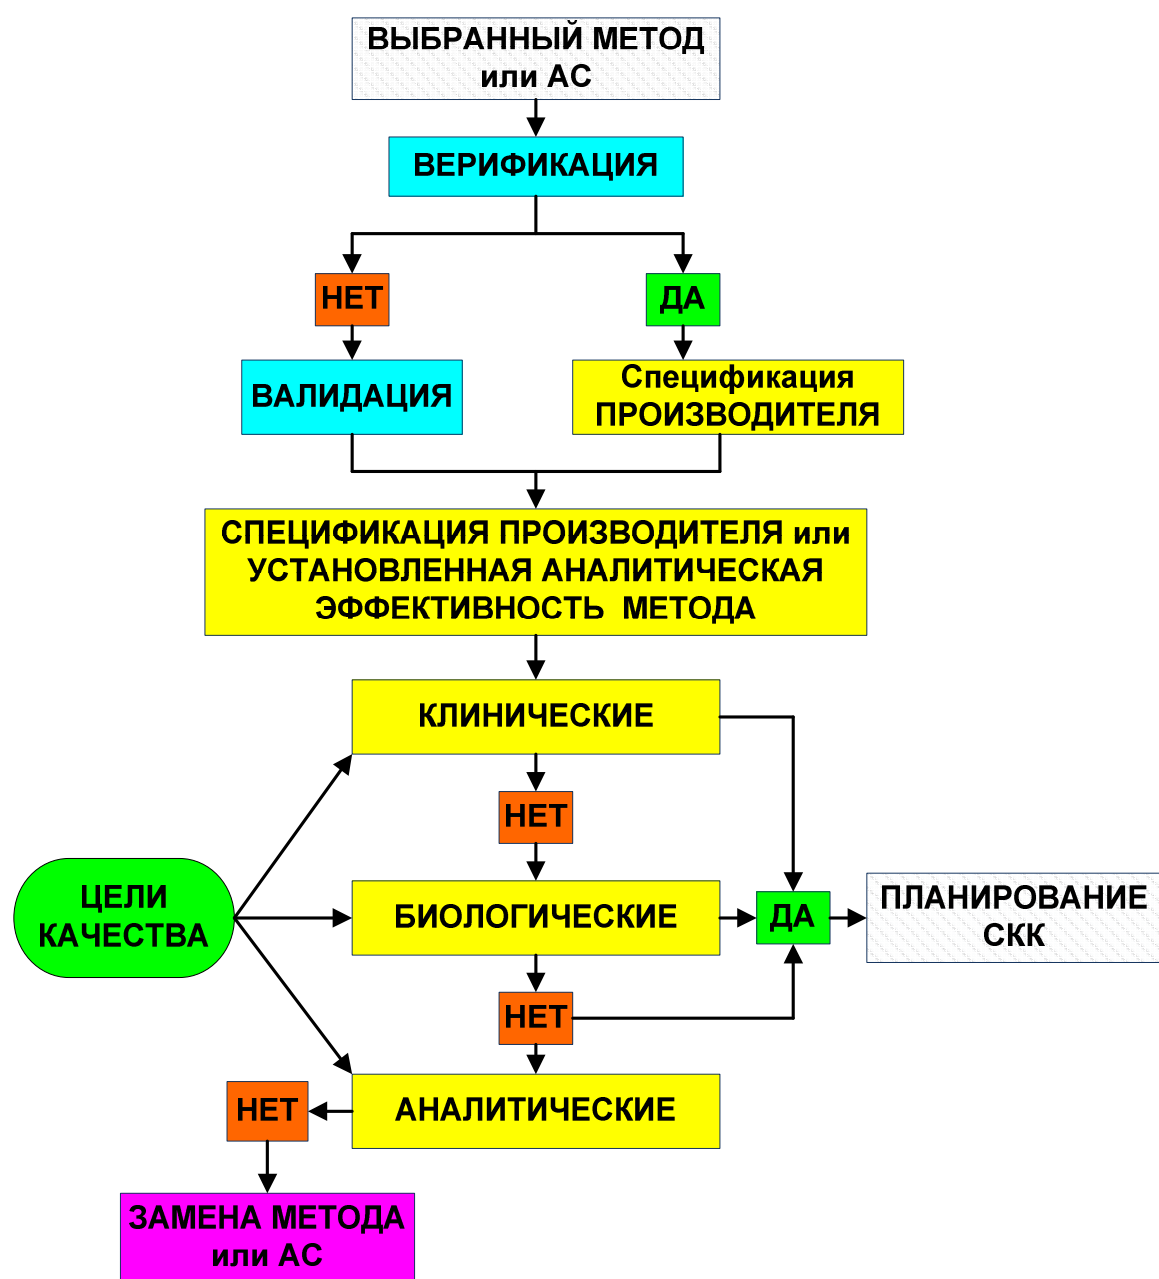 ВЫБРАННЫЙ МЕТОД
или АС
ВЕРИФИКАЦИЯ
НЕТ
ДА
ВАЛИДАЦИЯ
Спецификация
ПРОИЗВОДИТЕЛЯ
СПЕЦИФИКАЦИЯ ПРОИЗВОДИТЕЛЯ или
УСТАНОВЛЕННАЯ АНАЛИТИЧЕСКАЯ
ЭФФЕКТИВНОСТЬ МЕТОДА
КЛИНИЧЕСКИЕ
НЕТ
ЦЕЛИ
КАЧЕСТВА
БИОЛОГИЧЕСКИЕ
ДА
ПЛАНИРОВАНИЕ
СКК
НЕТ
АНАЛИТИЧЕСКИЕ
НЕТ
ЗАМЕНА МЕТОДА
или АС